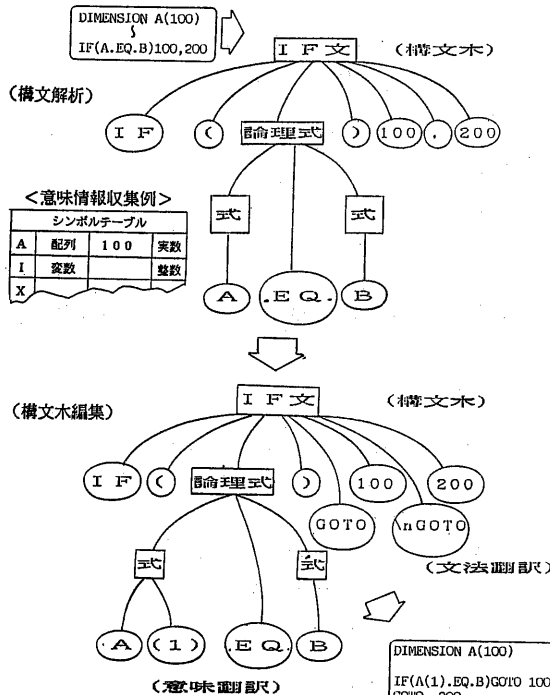 DIMENSION A(100)
∫
IF(A.EQ.B)100,200
IF文 (構文木)
(構文解析)
IF ( 論理式 ) 100 , 200
<意味情報収集例>
シンボルテーブル
A 配列 100 実数
I 変数 整数
X
式 式
A .EQ. B
IF文 (構文木)
(構文木編集)
IF ( 論理式 ) 100 200
GOTO \nGOTO
(文法翻訳)
式 式
A (1) .EQ. B
(意味翻訳)
DIMENSION A(100)
IF(A(1).EQ.B)GOTO 100
GOTO 200